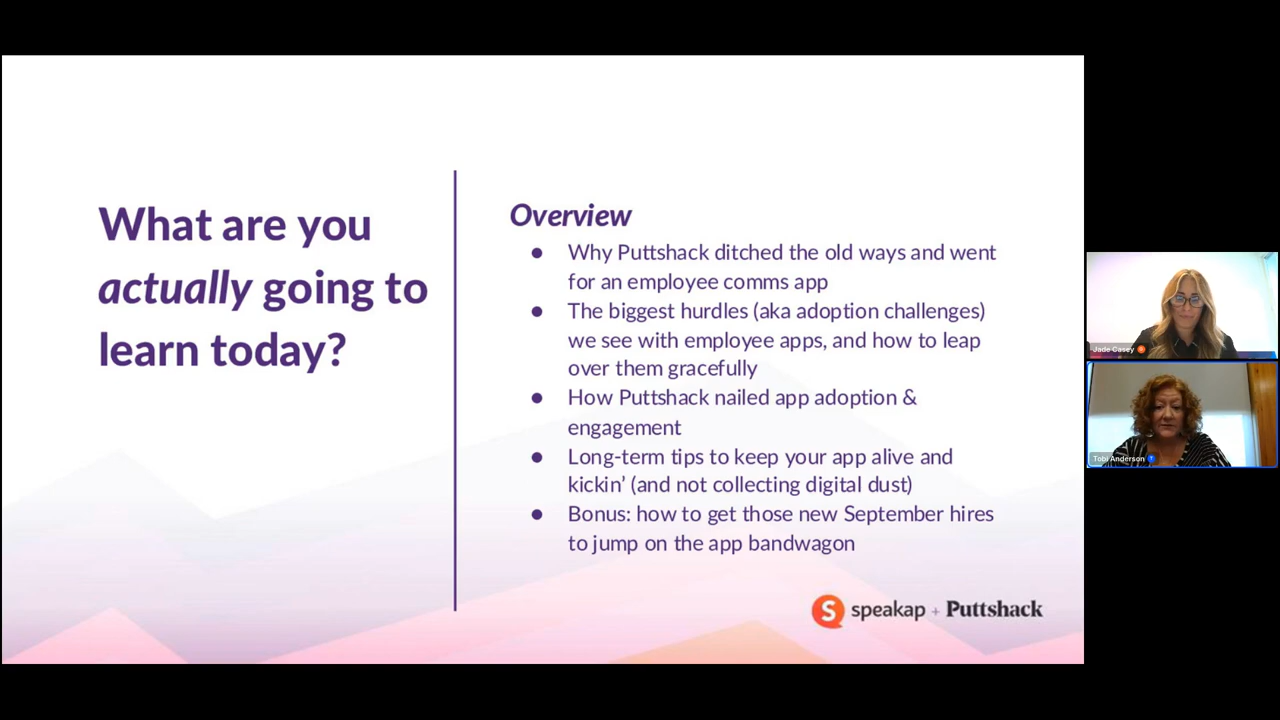 What are you
actually going to
learn today?
Overview
● Why Puttshack ditched the old ways and went
for an employee comms app
● The biggest hurdles (aka adoption challenges)
we see with employee apps, and how to leap
over them gracefully
● How Puttshack nailed app adoption &
engagement
● Long-term tips to keep your app alive and
kickin’ (and not collecting digital dust)
● Bonus: how to get those new September hires
to jump on the app bandwagon
S speakap + Puttshack
Jade Casey
Tobi Anderson